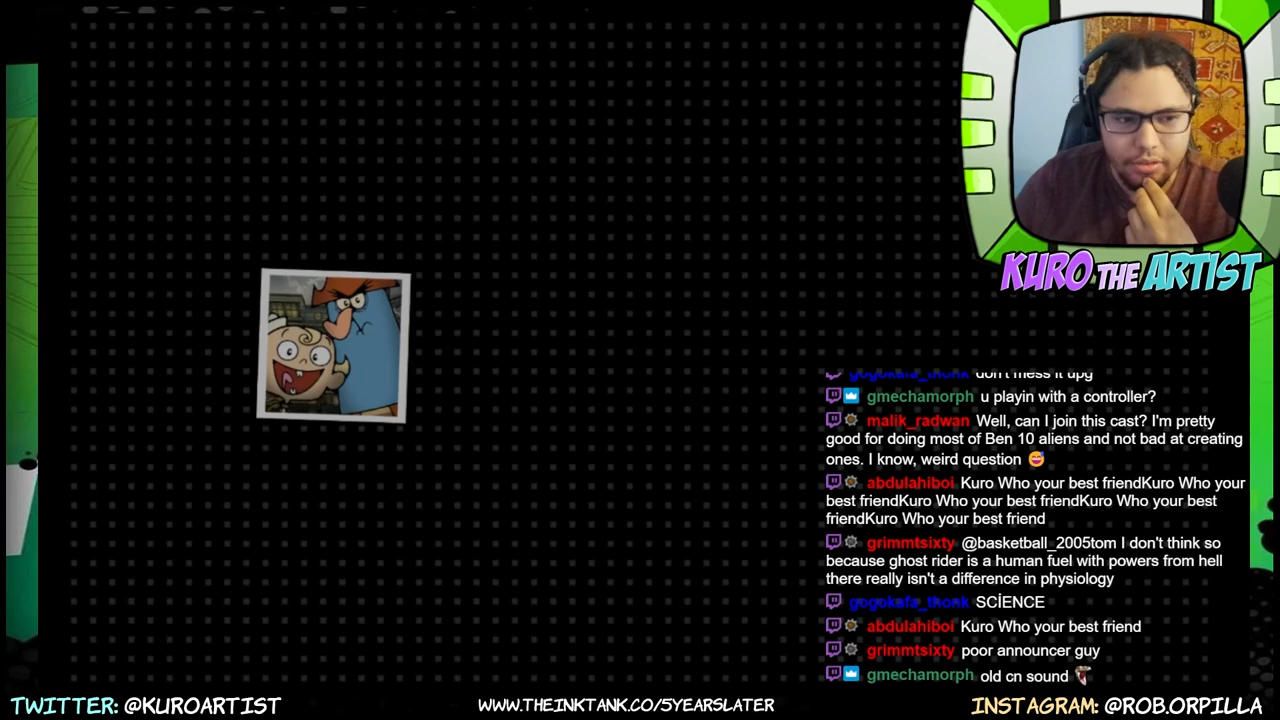 KURO THE ARTIST
gogokafa_thonk don't mess it upg
gmechamorph u playin with a controller?
malik_radwan Well, can I join this cast? I'm pretty
good for doing most of Ben 10 aliens and not bad at creating
ones. I know, weird question 😅
abdulahiboi Kuro Who your best friendKuro Who your
best friendKuro Who your best friendKuro Who your best
friendKuro Who your best friend
grimmtsixty @basketball_2005tom I don't think so
because ghost rider is a human fuel with powers from hell
there really isn't a difference in physiology
gogokafa_thonk SCİENCE
abdulahiboi Kuro Who your best friend
grimmtsixty poor announcer guy
gmechamorph old cn sound
TWITTER: @KUROARTIST
WWW.THEINKTANK.CO/5YEARSLATER
INSTAGRAM: @ROB.ORPILLA